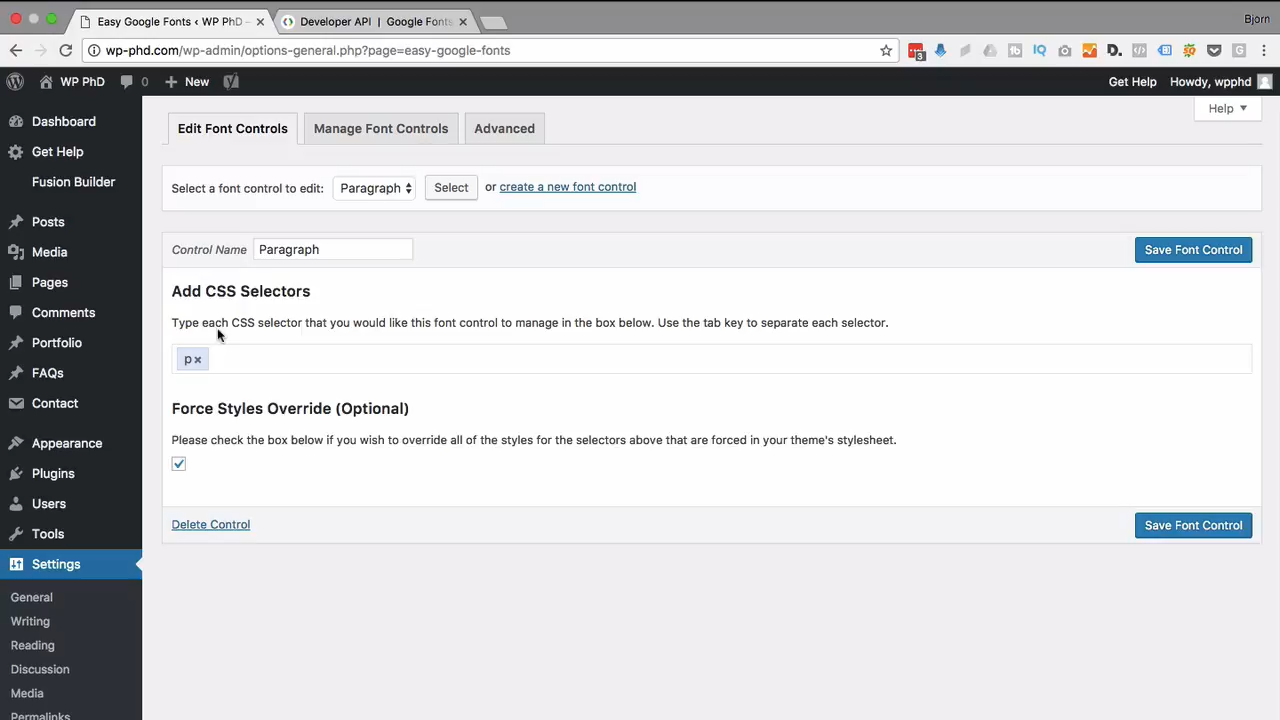 Easy Google Fonts ‹ WP PhD –
Developer API | Google Fonts
Bjorn
wp-phd.com/wp-admin/options-general.php?page=easy-google-fonts
3
WP PhD
0
New
Get Help
Howdy, wpphd
Help
Dashboard
Get Help
Fusion Builder
Posts
Media
Pages
Comments
Portfolio
FAQs
Contact
Appearance
Plugins
Users
Tools
Settings
General
Writing
Reading
Discussion
Media
Permalinks
Edit Font Controls
Manage Font Controls
Advanced
Select a font control to edit: Paragraph Select or create a new font control
Control Name Paragraph
Save Font Control
Add CSS Selectors
Type each CSS selector that you would like this font control to manage in the box below. Use the tab key to separate each selector.
p×
Force Styles Override (Optional)
Please check the box below if you wish to override all of the styles for the selectors above that are forced in your theme's stylesheet.
Delete Control
Save Font Control